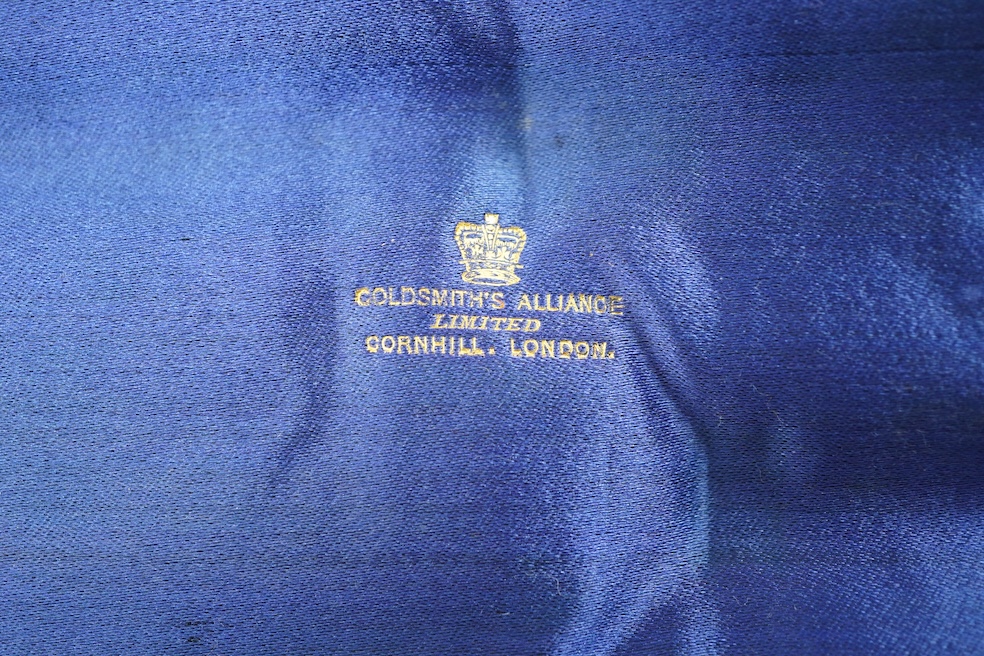 GOLDSMITH'S ALLIANCE
LIMITED
CORNHILL. LONDON.